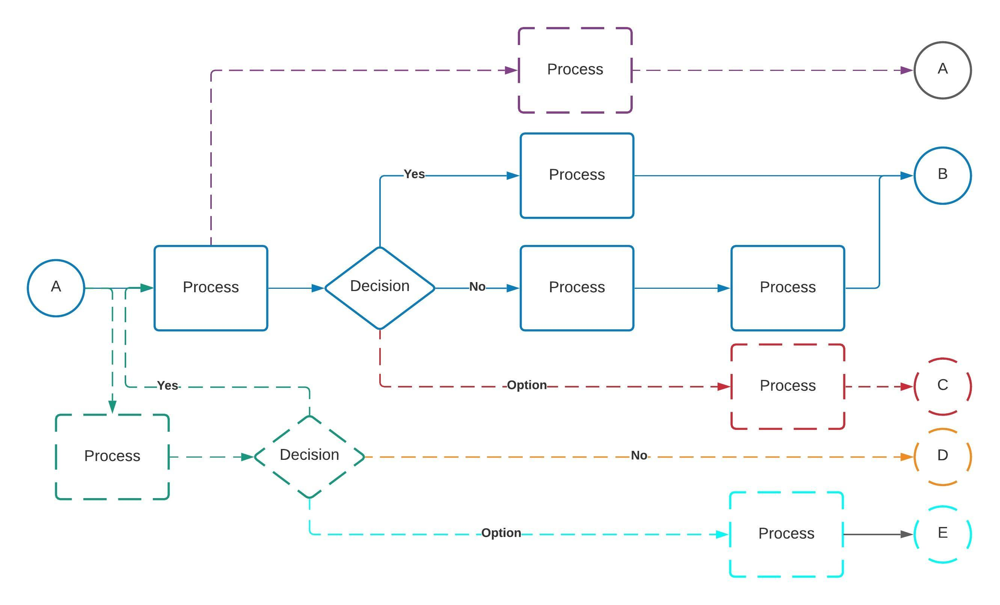 Process
A
Yes
Process
B
A
Process
Decision
No
Process
Process
Yes
Option
Process
C
Process
Decision
No
D
Option
Process
E